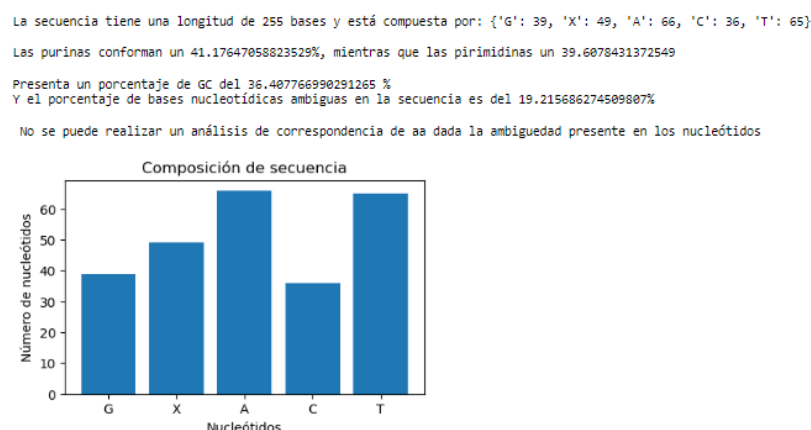 La secuencia tiene una longitud de 255 bases y está compuesta por: {'G': 39, 'X': 49, 'A': 66, 'C': 36, 'T': 65}
Las purinas conforman un 41.17647058823529%, mientras que las pirimidinas un 39.6078431372549
Presenta un porcentaje de GC del 36.407766990291265 %
Y el porcentaje de bases nucleotídicas ambiguas en la secuencia es del 19.215686274509807%
No se puede realizar un análisis de correspondencia de aa dada la ambiguedad presente en los nucleótidos
Composición de secuencia
Número de nucleótidos
60
50
40
30
20
10
0
G X A C T
Nucleótidos